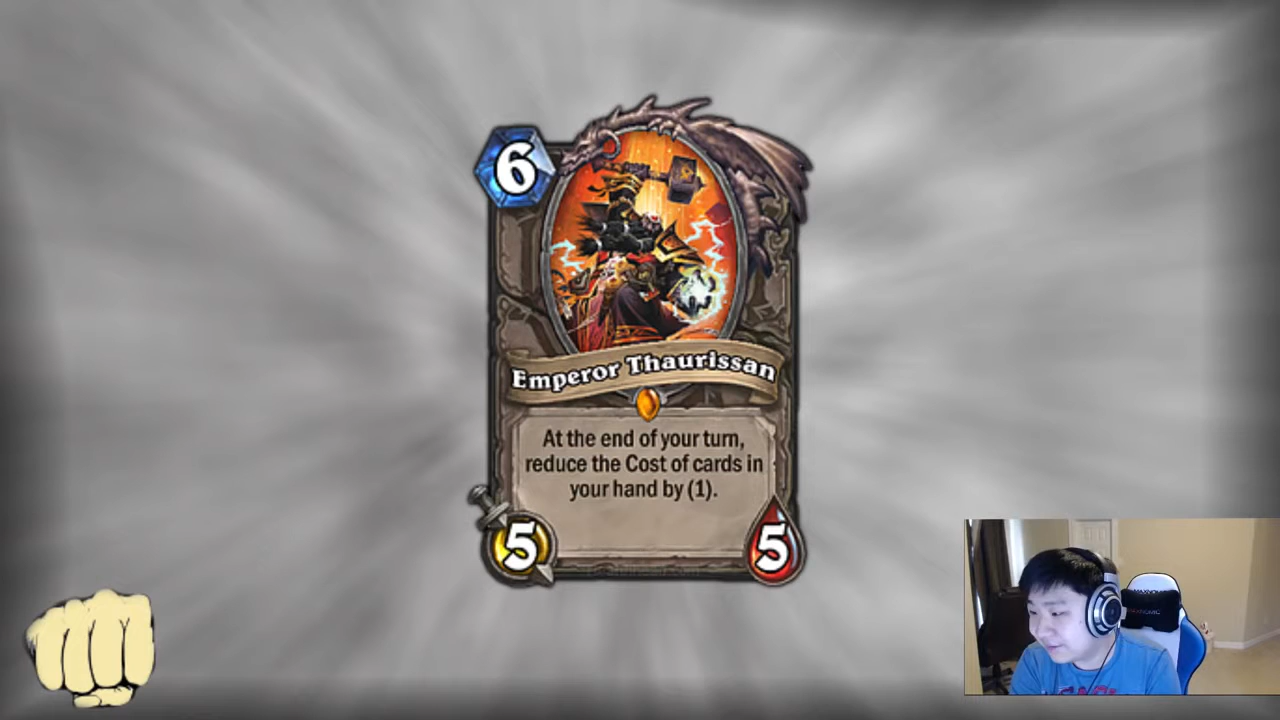 6
Emperor Thaurissan
At the end of your turn,
reduce the Cost of cards in
your hand by (1).
5
5